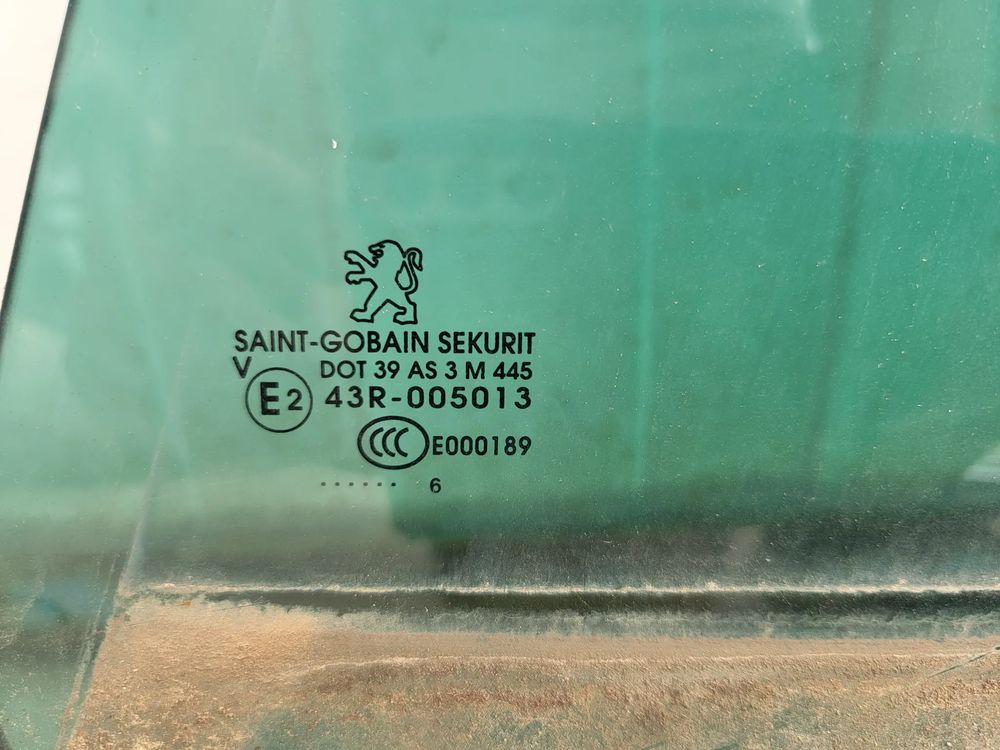 SAINT-GOBAIN SEKURIT
V DOT 39 AS 3 M 445
E2 43R-005013
CCC E000189
...... 6